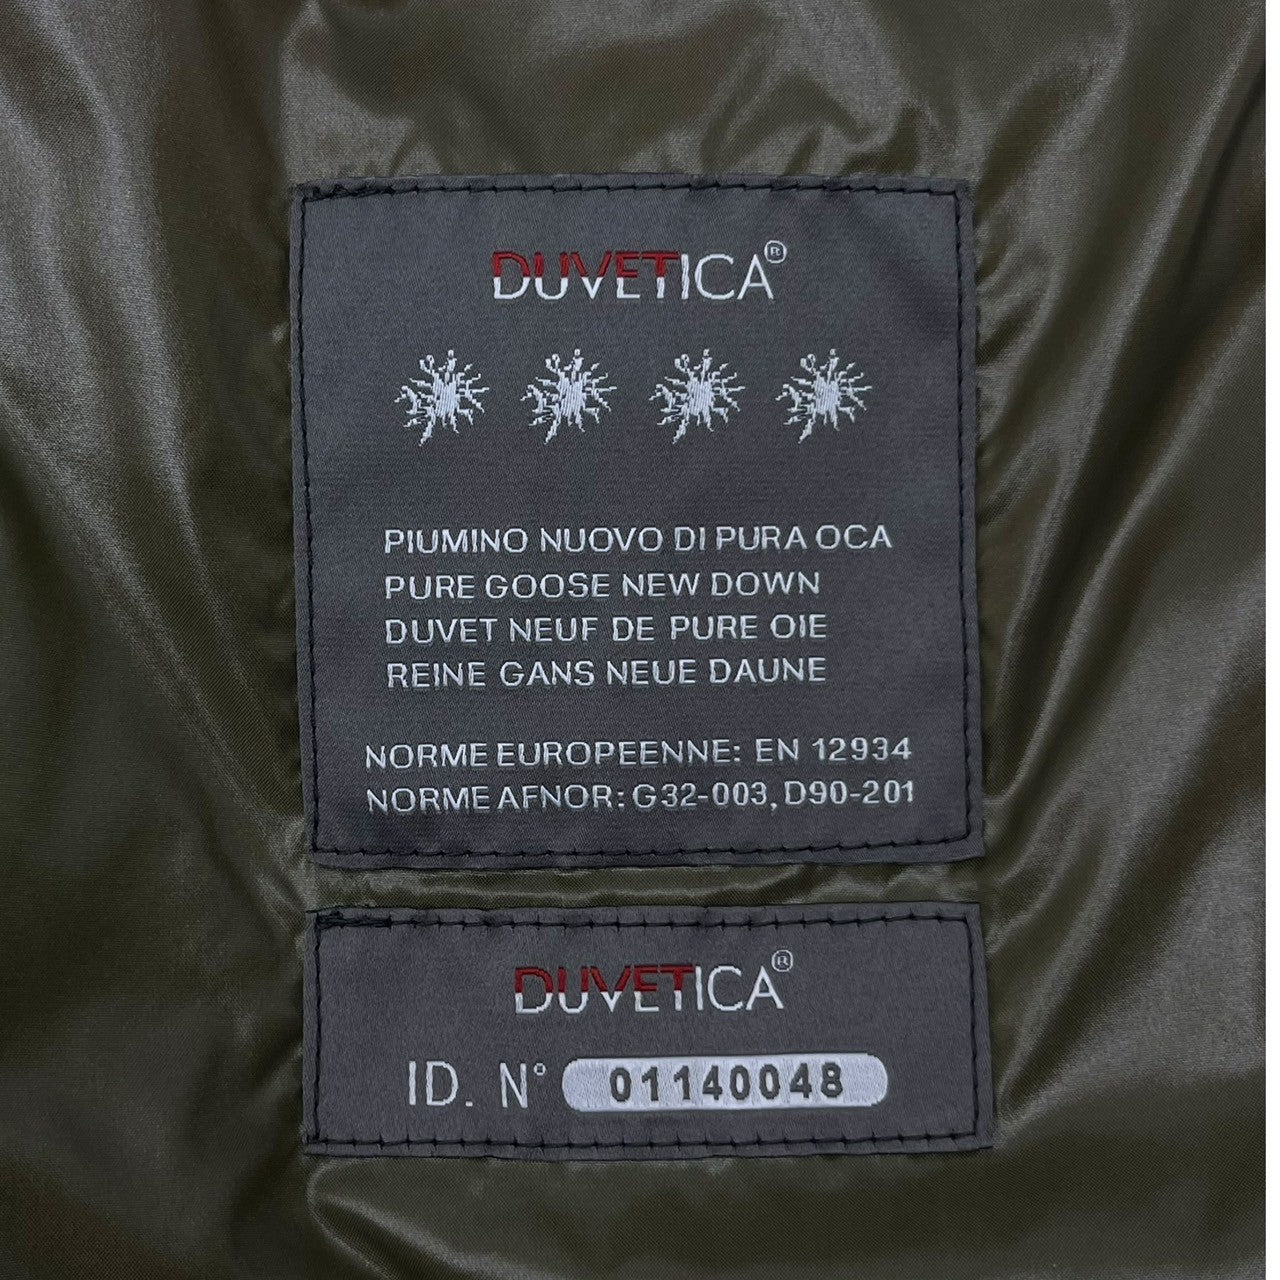 DUVETICA®
PIUMINO NUOVO DI PURA OCA
PURE GOOSE NEW DOWN
DUVET NEUF DE PURE OIE
REINE GANS NEUE DAUNE
NORME EUROPEENNE: EN 12934
NORME AFNOR: G32-003, D90-201
DUVETICA®
ID. N° 01140048